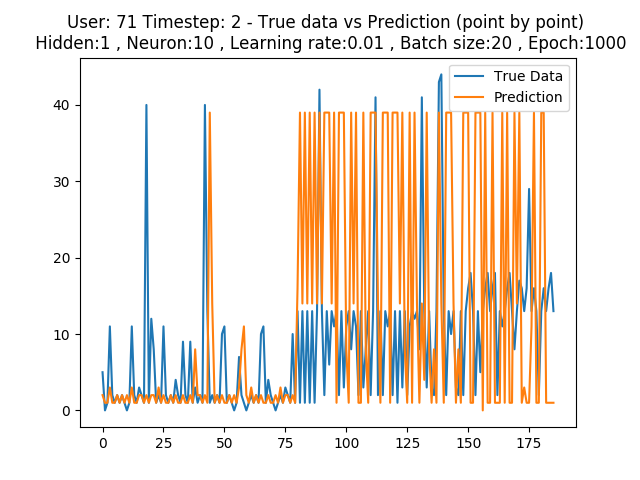 User: 71 Timestep: 2 - True data vs Prediction (point by point)
Hidden:1 , Neuron:10 , Learning rate:0.01 , Batch size:20 , Epoch:1000
True Data
Prediction
40
30
20
10
0
0 25 50 75 100 125 150 175